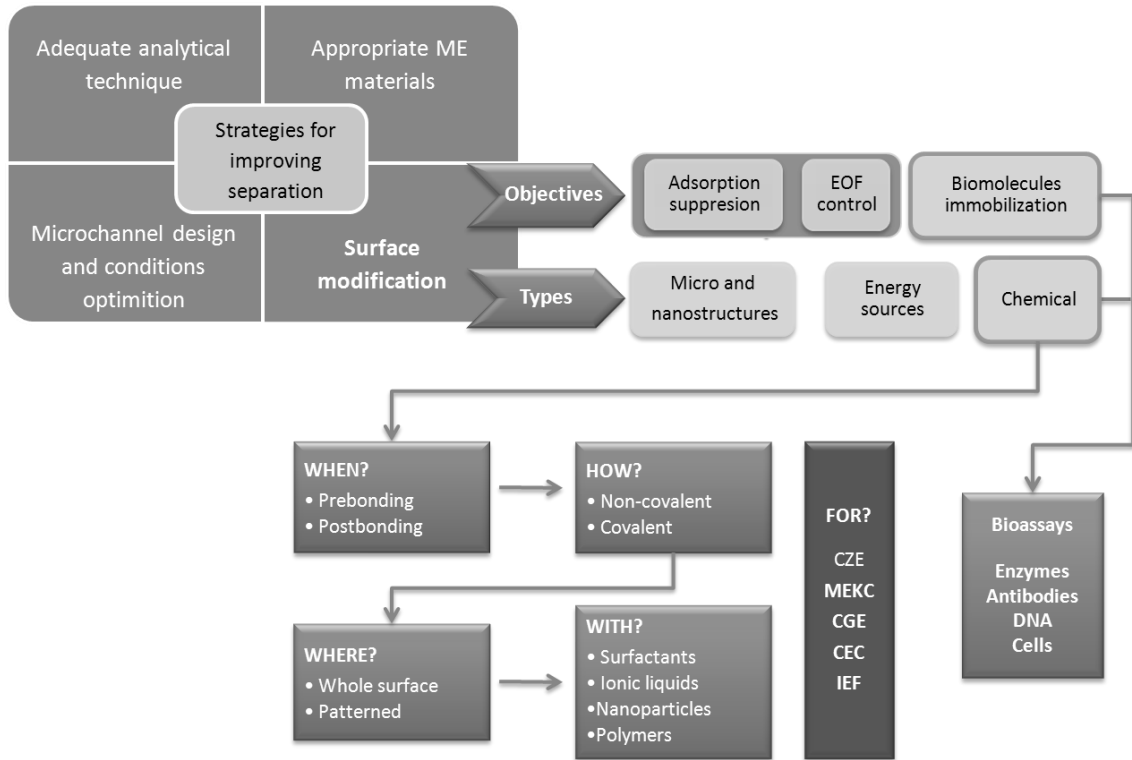 Adequate analytical
technique
Appropriate ME
materials
Strategies for
improving
separation
Microchannel design
and conditions
optimition
Surface
modification
Objectives
Adsorption
suppresion
EOF
control
Biomolecules
immobilization
Types
Micro and
nanostructures
Energy
sources
Chemical
WHEN?
• Prebonding
• Postbonding
HOW?
• Non-covalent
• Covalent
WHERE?
• Whole surface
• Patterned
WITH?
• Surfactants
• Ionic liquids
•Nanoparticles
•Polymers
FOR?
CZE
MEKC
CGE
CEC
IEF
Bioassays
Enzymes
Antibodies
DNA
Cells